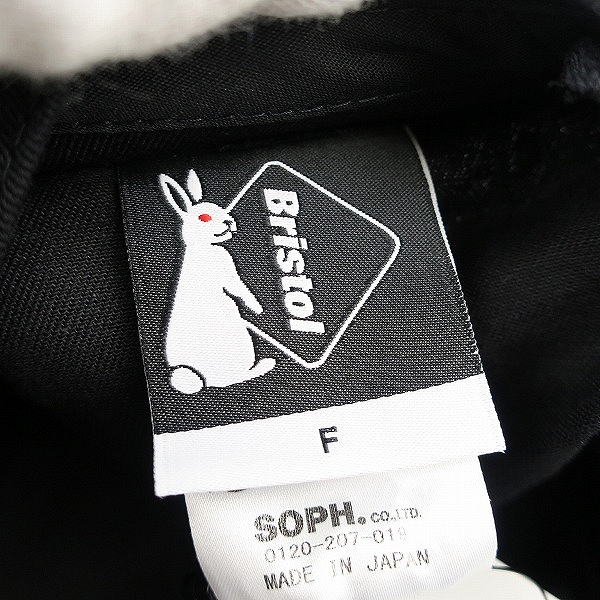 Bristol
F
SOPH. CO.,LTD.
0120-207-019
MADE IN JAPAN